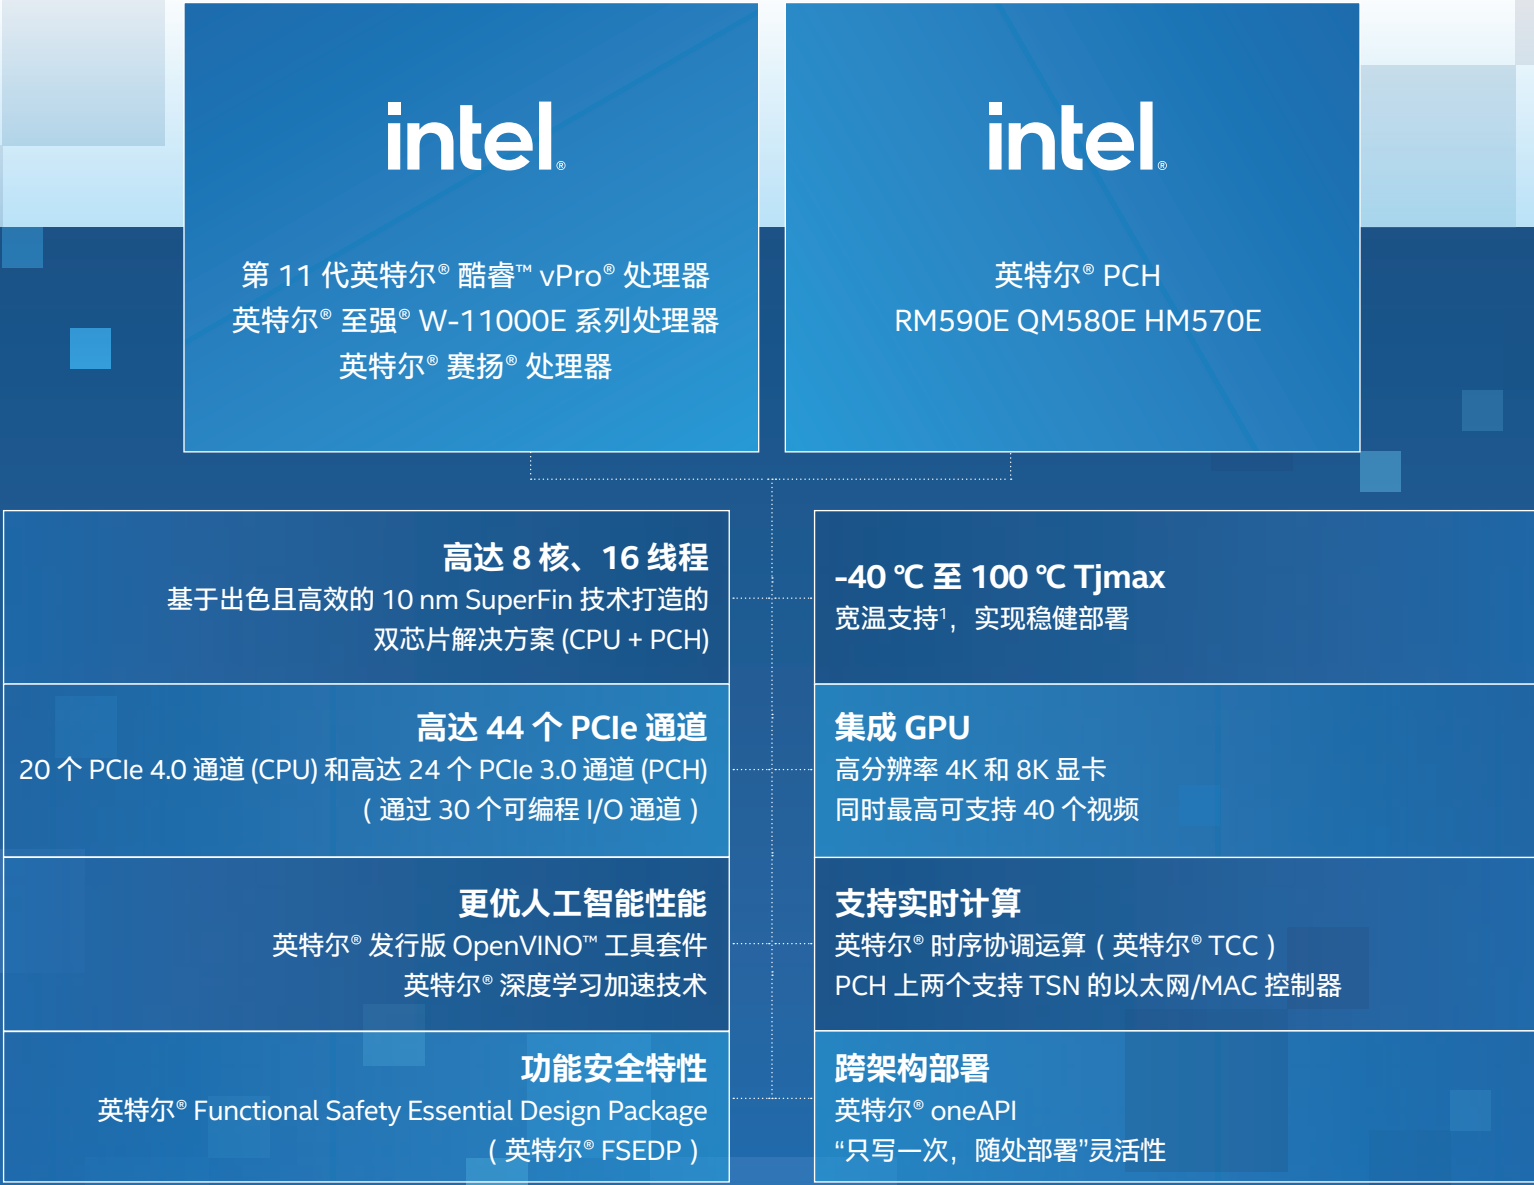 intel®
第 11 代英特尔® 酷睿™ vPro® 处理器
英特尔® 至强® W-11000E 系列处理器
英特尔® 赛扬® 处理器
intel®
英特尔® PCH
RM590E QM580E HM570E
高达 8 核、16 线程
基于出色且高效的 10 nm SuperFin 技术打造的
双芯片解决方案 (CPU + PCH)
-40 ℃ 至 100 ℃ Tjmax
宽温支持¹，实现稳健部署
高达 44 个 PCIe 通道
20 个 PCIe 4.0 通道 (CPU) 和高达 24 个 PCIe 3.0 通道 (PCH)
（通过 30 个可编程 I/O 通道）
集成 GPU
高分辨率 4K 和 8K 显卡
同时最高可支持 40 个视频
更优人工智能性能
英特尔® 发行版 OpenVINO™ 工具套件
英特尔® 深度学习加速技术
支持实时计算
英特尔® 时序协调运算（英特尔® TCC）
PCH 上两个支持 TSN 的以太网/MAC 控制器
功能安全特性
英特尔® Functional Safety Essential Design Package
（英特尔® FSEDP）
跨架构部署
英特尔® oneAPI
“只写一次，随处部署”灵活性